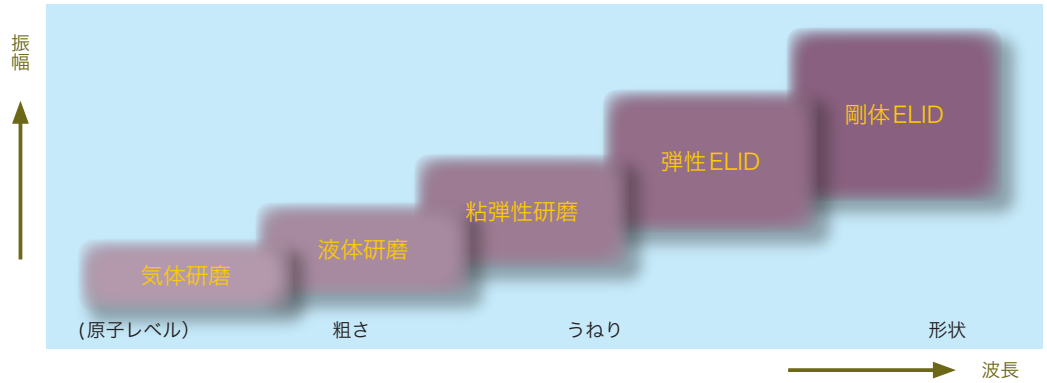 振幅
剛体ELID
弾性ELID
粘弾性研磨
液体研磨
気体研磨
(原子レベル)
粗さ
うねり
形状
波長